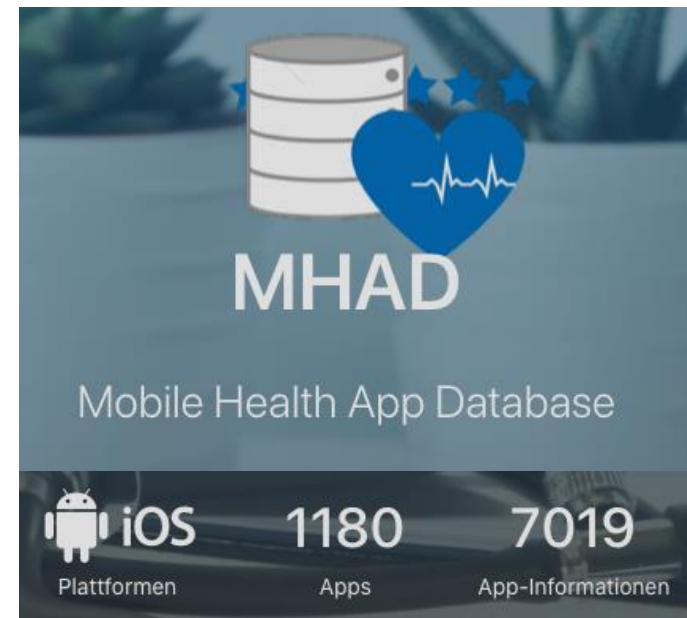 MHAD
Mobile Health App Database
iOS 1180 7019
Plattformen Apps App-Informationen